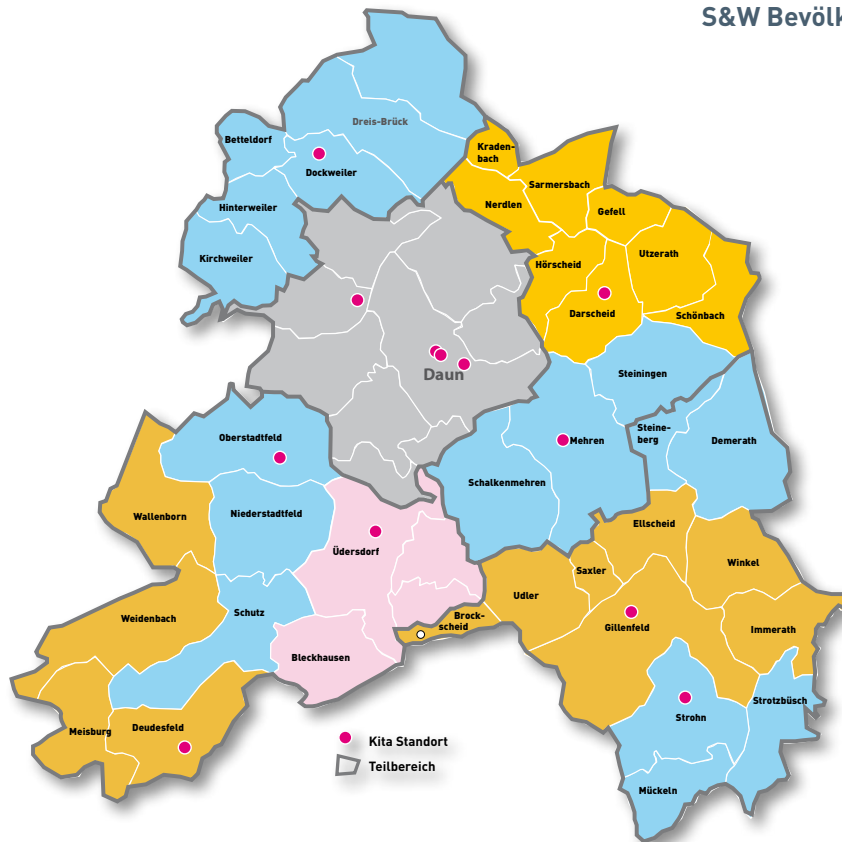 S&W Bevölk
Dreis-Brück
Betteldorf
Dockweiler
Kraden-
bach
Sarmersbach
Nerdlen
Gefell
Hinterweiler
Kirchweiler
Hörscheid
Utzerath
Darscheid
Schönbach
Daun
Steiningen
Oberstadtfeld
Mehren
Steine-
berg
Demerath
Schalkenmehren
Wallenborn
Niederstadtfeld
Ellscheid
Üdersdorf
Winkel
Saxler
Udler
Weidenbach
Schutz
Brock-
scheid
Gillenfeld
Immerath
Bleckhausen
Strotzbüsch
Strohn
Meisburg
Deudesfeld
Kita Standort
Teilbereich
Mückeln